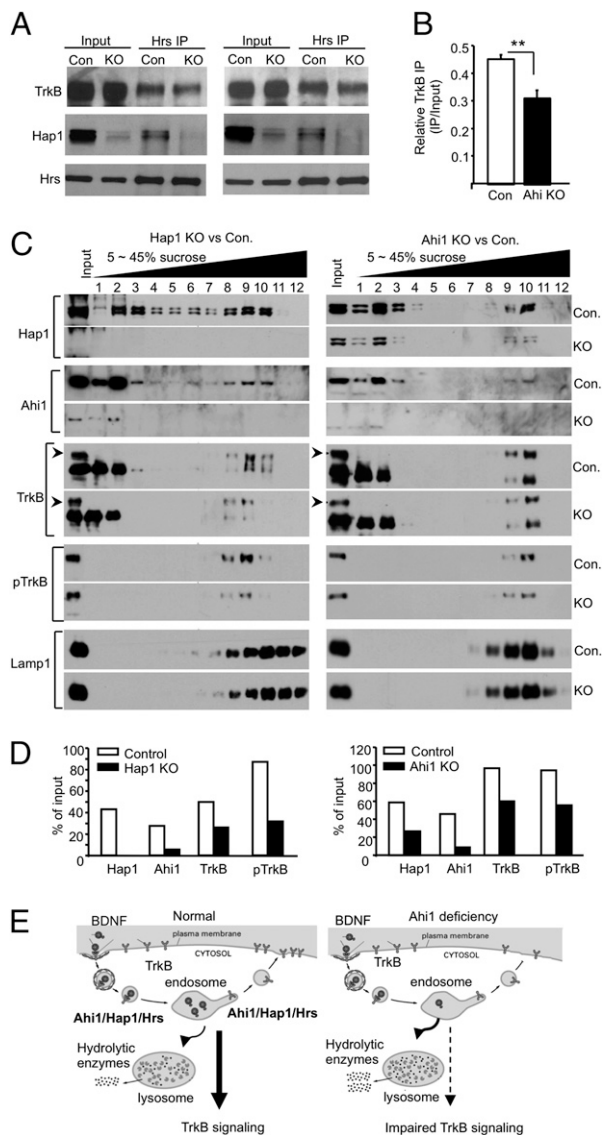 A
Input Hrs IP Input Hrs IP
Con KO Con KO Con KO Con KO
TrkB
Hap1
Hrs
B
Relative TrkB IP
(IP/Input)
0.5
0.4
0.3
0.1
**
Con Ahi KO
C
Hap1 KO vs Con. Ahi1 KO vs Con.
Input 5 ~ 45% sucrose Input 5 ~ 45% sucrose
1 2 3 4 5 6 7 8 9 10 11 12 1 2 3 4 5 6 7 8 9 10 11 12
Hap1 Con.
KO
Ahi1 Con.
KO
TrkB Con.
KO
pTrkB Con.
KO
Lamp1 Con.
KO
D
% of input
100
80
60
40
20
0
Control
Hap1 KO
Hap1 Ahi1 TrkB pTrkB
% of input
120
100
80
60
40
20
0
Control
Ahi1 KO
Hap1 Ahi1 TrkB pTrkB
E
Normal Ahi1 deficiency
BDNF plasma membrane BDNF plasma membrane
CYTOSOL CYTOSOL
TrkB TrkB
endosome endosome
Ahi1/Hap1/Hrs Ahi1/Hap1/Hrs
Hydrolytic Hydrolytic
enzymes enzymes
lysosome lysosome
TrkB signaling Impaired TrkB signaling